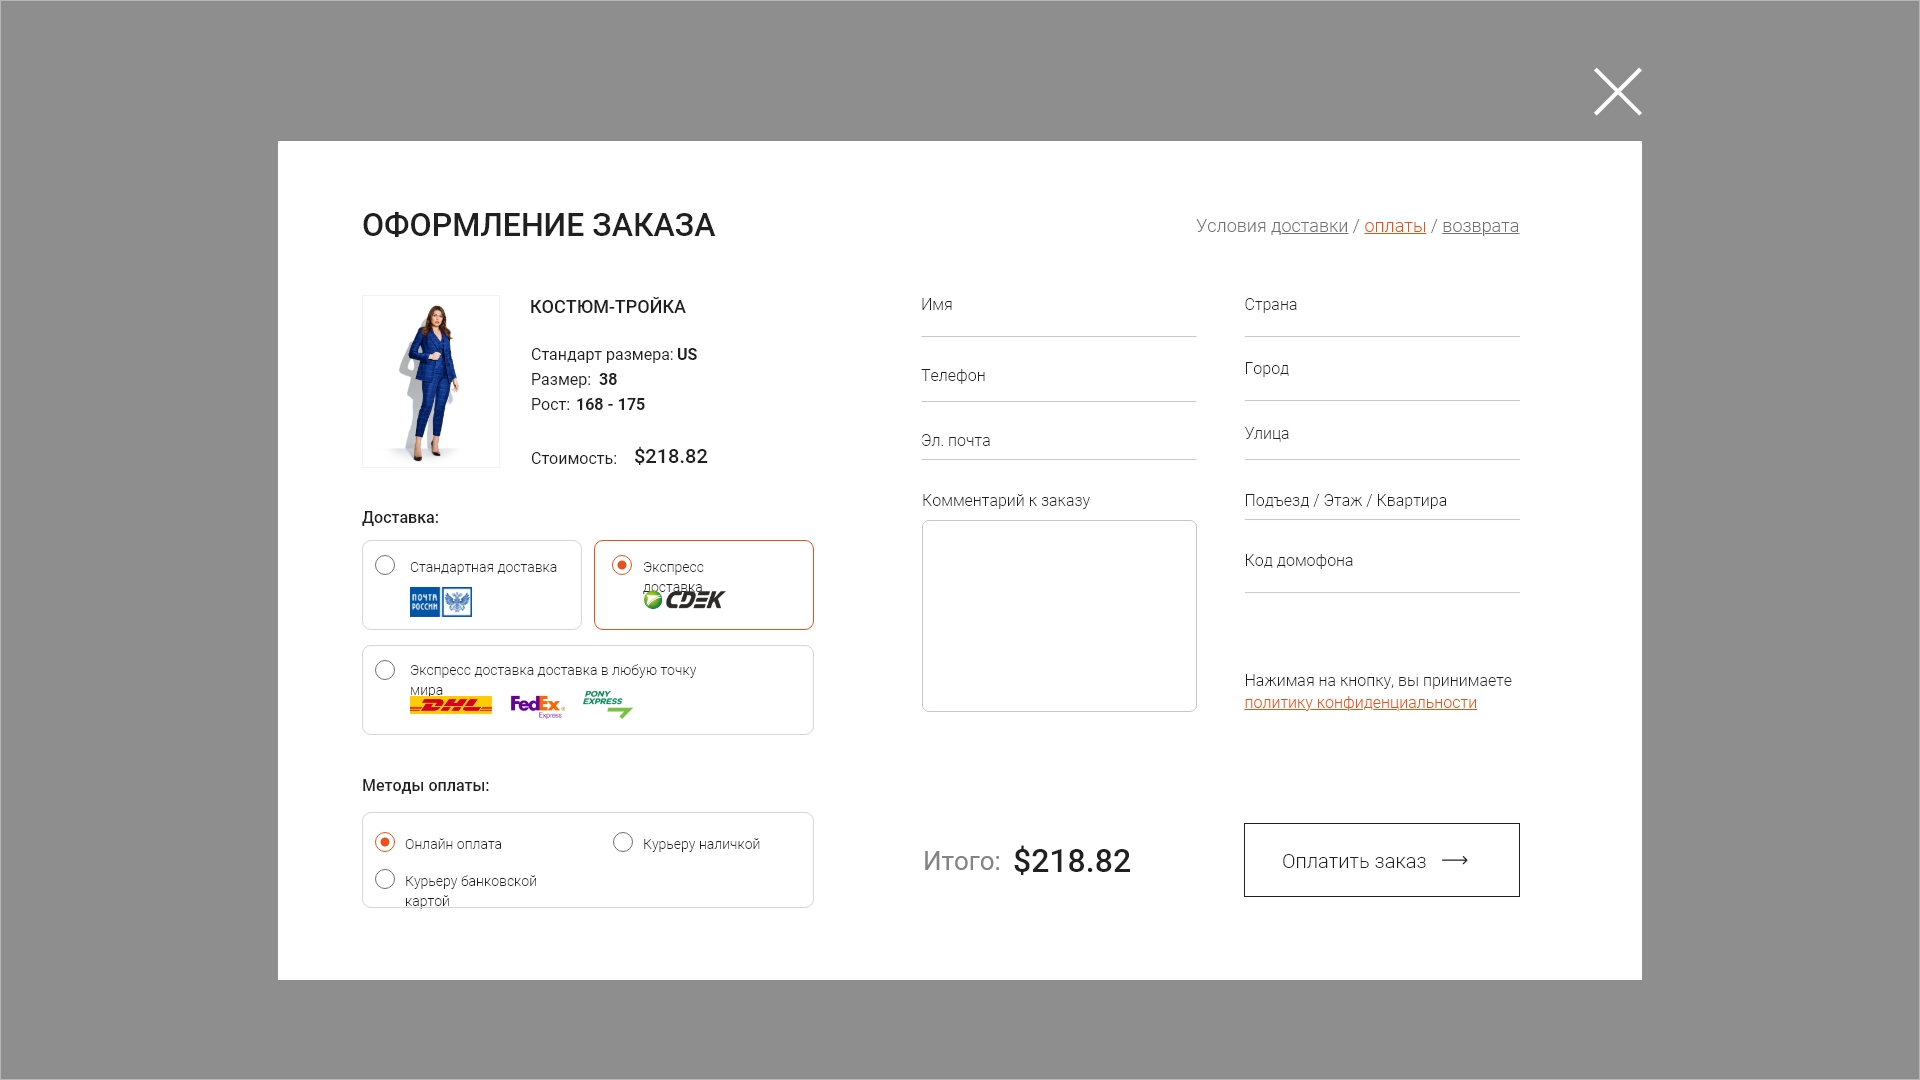 ОФОРМЛЕНИЕ ЗАКАЗА
Условия доставки / оплаты / возврата
КОСТЮМ-ТРОЙКА
Стандарт размера: US
Размер: 38
Рост: 168 - 175
Стоимость: $218.82
Доставка:
Стандартная доставка
ПОЧТА
РОССИИ
Экспресс
доставка
CDEK
Экспресс доставка доставка в любую точку
мира
DHL
FedEx
Express
PONY
EXPRESS
Методы оплаты:
Онлайн оплата
Курьеру наличкой
Курьеру банковской
картой
Имя
Телефон
Эл. почта
Комментарий к заказу
Страна
Город
Улица
Подъезд / Этаж / Квартира
Код домофона
Нажимая на кнопку, вы принимаете
политику конфиденциальности
Итого: $218.82
Оплатить заказ